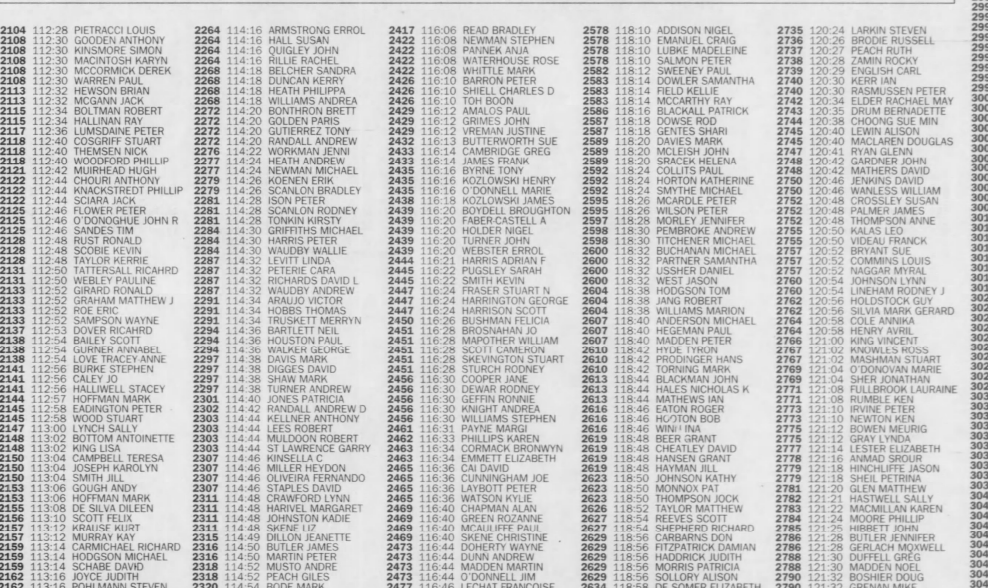 2104 112:28 PIETRACCI LOUIS
2108 112:30 GOODEN ANTHONY
2108 112:30 KINSMORE SIMON
2108 112:30 MACINTOSH KARYN
2108 112:30 MCCORMICK DEREK
2108 112:30 WARREN PAUL
2113 112:32 HEWSON BRIAN
2113 112:32 MCGANN JACK
2115 112:34 BOLTMAN ROBERT
2115 112:34 HALLINAN RAY
2117 112:36 LUMSDAINE PETER
2118 112:40 COSGRIFF STUART
2118 112:40 THEMSEN NICK
2118 112:40 WOODFORD PHILLIP
2121 112:42 MUIRHEAD HUGH
2122 112:44 CHOURI ANTHONY
2122 112:44 KNACKSTREDT PHILLIP
2122 112:44 SCIARA JACK
2125 112:46 FLOWER PETER
2125 112:46 O'DONOGHUE JOHN R
2125 112:46 SANDES TIM
2128 112:48 RUST RONALD
2128 112:48 SCOBIE KEVIN
2128 112:48 TAYLOR KERRIE
2131 112:50 TATTERSALL RICAHRD
2131 112:50 WEBLEY PAULINE
2133 112:52 GIRARD RONALD
2133 112:52 GRAHAM MATTHEW J
2133 112:52 ROE ERIC
2133 112:52 SAMPSON WAYNE
2137 112:53 DOVER RICAHRD
2138 112:54 BAILEY SCOTT
2138 112:54 GURNER ANNABEL
2138 112:54 LOVE TRACEY-ANNE
2141 112:56 BURKE STEPHEN
2141 112:56 CALEY JO
2141 112:56 HALLIWELL STACEY
2144 112:57 HOFFMAN MARK
2145 112:58 EADINGTON PETER
2145 112:58 WOOD STUART
2147 113:00 LYNCH SALLY
2148 113:02 BOTTOM ANTOINETTE
2148 113:02 KING LISA
2150 113:04 CAMPBELL TERESA
2150 113:04 JOSEPH KAROLYN
2150 113:04 SMITH JILL
2153 113:06 GOUGH ANDY
2153 113:06 HOFFMAN MARK
2155 113:08 DE SILVA DILEEN
2156 113:10 SCOTT FELIX
2157 113:12 KRAUSE KURT
2157 113:12 MURRAY KAY
2159 113:14 CARMICHAEL RICHARD
2159 113:14 HODGSON MICHAEL
2159 113:14 SCHABE DAVID
2162 113:16 JOYCE JUDITH
2162 113:16 POHLMANN STEVEN
2264 114:16 ARMSTRONG ERROL
2264 114:16 HALL SUSAN
2264 114:16 QUIGLEY JOHN
2264 114:16 RILLIE RACHEL
2268 114:18 BELCHER SANDRA
2268 114:18 DUNCAN KERRY
2268 114:18 HEATH PHILIPPA
2268 114:18 WILLIAMS ANDREA
2272 114:20 BONTHRON BRETT
2272 114:20 GOLDEN PARIS
2272 114:20 GUTIERREZ TONY
2272 114:20 RANDALL ANDREW
2276 114:22 WORKMAN JENNI
2277 114:24 HEATH ANDREW
2277 114:24 NEWMAN MICHAEL
2279 114:26 KOENEN ERIK
2279 114:26 SCANLON BRADLEY
2281 114:28 ISON PETER
2281 114:28 SCANLON RODNEY
2281 114:28 TONKIN KIRSTY
2284 114:30 GRIFFITHS MICHAEL
2284 114:30 HARRIS PETER
2284 114:30 WAUDBY WALLIE
2287 114:32 LEVITT LINDA
2287 114:32 PETERIE CARA
2287 114:32 RICHARDS DAVID L
2287 114:32 WAUDBY ANDREW
2291 114:34 ARAUJO VICTOR
2291 114:34 HOBBS THOMAS
2291 114:34 TRUSKETT MERRYN
2294 114:36 BARTLETT NEIL
2294 114:36 HOUSTON PAUL
2294 114:36 WALKER GEORGE
2297 114:38 DAVIS MARK
2297 114:38 DIGGES DAVID
2297 114:38 SHAW MARK
2297 114:38 TURNER ANDREW
2301 114:40 JONES PATRICIA
2302 114:42 RANDALL ANDREW D
2303 114:44 KELLNER ANTHONY
2303 114:44 LEES ROBERT
2303 114:44 MULDOON ROBERT
2303 114:44 ST LAWRENCE GARRY
2307 114:46 KINSELLA C
2307 114:46 MILLER HEYDON
2307 114:46 OLIVEIRA FERNANDO
2307 114:46 STAPLES DAVID
2311 114:48 CRAWFORD LYNN
2311 114:48 HARIVEL MARGARET
2311 114:48 JOHNSTON KADIE
2311 114:48 SKENE LIZ
2315 114:49 DILLON JEANETTE
2316 114:50 BUTLER JAMES
2316 114:50 MARTIN PETER
2318 114:52 MUSTO ANDRE
2318 114:52 PEACH GILES
2320 114:54 BODE MARK
2417 116:06 READ BRADLEY
2422 116:08 NEWMAN STEPHEN
2422 116:08 PANNEK ANJA
2422 116:08 WATERHOUSE ROSE
2422 116:08 WHITTLE MARK
2426 116:10 BARRON PETER
2426 116:10 SHIELL CHARLES D
2426 116:10 TOH BOON
2429 116:12 AMALOS PAUL
2429 116:12 GRIMES JOHN
2429 116:12 VREMAN JUSTINE
2432 116:13 BUTTERWORTH SUE
2433 116:14 CAMBRIDGE GREG
2433 116:14 JAMES FRANK
2435 116:16 BYRNE TONY
2435 116:16 KOZLOWSKI HENRY
2435 116:16 O'DONNELL MARIE
2438 116:18 KOZLOWSKI JAMES
2439 116:20 BOYDELL BROUGHTON
2439 116:20 FABER-CASTELL A
2439 116:20 HOLDER NIGEL
2439 116:20 TURNER JOHN
2439 116:20 WEBSTER ERROL
2444 116:21 HARRIS ADRIAN F
2445 116:22 PUGSLEY SARAH
2445 116:22 SMITH KEVIN
2447 116:24 FRASER STUART N
2447 116:24 HARRINGTON GEORGE
2447 116:24 HARRISON SCOTT
2450 116:26 BUSHMAN FELICIA
2451 116:28 BROSNAHAN JO
2451 116:28 MAPOTHER WILLIAM
2451 116:28 SCOTT CAMERON
2451 116:28 SKEVINGTON STUART
2451 116:28 STURCH RODNEY
2456 116:30 COOPER JANE
2456 116:30 DEWAR RODNEY
2456 116:30 GEFFIN RONNIE
2456 116:30 KNIGHT ANDREA
2456 116:30 WILLIAMS STEPHEN
2461 116:31 PAYNE MARGI
2462 116:33 PHILLIPS KAREN
2463 116:34 CORMACK BRONWYN
2463 116:34 EMMETT ELIZABETH
2465 116:36 CAI DAVID
2465 116:36 CUNNINGHAM JOE
2465 116:36 LAYBOTT PETER
2465 116:36 WATSON KYLIE
2469 116:40 CHAPMAN ALAN
2469 116:40 GREEN ROZANNE
2469 116:40 MCAULIFFE PAUL
2469 116:40 SKENE CHRISTINE
2473 116:44 DOHERTY WAYNE
2473 116:44 DUNN ANDREW
2473 116:44 MADDEN MARTIN
2473 116:44 O'DONNELL JIM
2477 116:46 LECHAT FRANCOISE
2578 118:10 ADDISON NIGEL
2578 118:10 EMANUEL CRAIG
2578 118:10 LUBKE MADELEINE
2578 118:10 SALMON PETER
2582 118:12 SWEENEY PAUL
2583 118:14 DOWLER SAMANTHA
2583 118:14 FIELD KELLIE
2583 118:14 MCCARTHY RAY
2586 118:16 BLACKALL PATRICK
2587 118:18 DOWSE ROD
2587 118:18 GENTES SHARI
2589 118:20 DAVIES MARK
2589 118:20 MCLEISH JOHN
2589 118:20 SRACEK HELENA
2592 118:24 COLLITS PAUL
2592 118:24 HORTON KATHERINE
2592 118:24 SMYTHE MICHAEL
2595 118:26 MCARDLE PETER
2595 118:26 WILSON PETER
2597 118:28 MORLEY JENNIFER
2598 118:30 PEMBROKE ANDREW
2598 118:30 TITCHENER MICHAEL
2600 118:32 BUCHANAN MICHAEL
2600 118:32 PARTNER SAMANTHA
2600 118:32 USSHER DANIEL
2600 118:32 WEST JASON
2604 118:38 HODGSTOM TOM
2604 118:38 JANG ROBERT
2604 118:38 WILLIAMS MARION
2607 118:40 ANDERSON MICHAEL
2607 118:40 HEGEMAN PAUL
2607 118:40 MADDEN PETER
2610 118:42 HYDE TYRON
2610 118:42 PRODINGER HANS
2610 118:42 TORNING MARK
2613 118:44 BLACKMAN JOHN
2613 118:44 HALES NICHOLAS K
2613 118:44 MATHEWS IAN
2616 118:46 EATON ROGER
2616 118:46 HOOTON BOB
2616 118:46
2619 118:48 BEER GRANT
2619 118:48 CHEATLEY DAVID
2619 118:48 HANSEN GRANT
2619 118:48 HAYMAN JILL
2623 118:50 JOHNSON KATHY
2623 118:50 MONNOX PAT
2623 118:50 THOMPSON JOCK
2626 118:52 TAYLOR MATTHEW
2627 118:54 REEVES SCOTT
2627 118:54 SHEPHERD RICHARD
2629 118:56 CARBARNS DON
2629 118:56 FITZPATRICK DAMIAN
2629 118:56 HADDRICK JUDITH
2629 118:56 MORRIS PATRICIA
2629 118:56 SOLLORY ALISON
2634 118:58 DE SOMER ELIZABETH
2735 120:24 LARKIN STEVEN
2736 120:26 BRODIE RUSSELL
2737 120:27 PEACH RUTH
2738 120:28 ZAMIN ROCKY
2739 120:29 ENGLISH CARL
2740 120:30 KERR IAN
2740 120:30 RASMUSSEN PETER
2742 120:34 ELDER RACHAEL MAY
2743 120:35 DRUM BERNADETTE
2744 120:38 CHOONG SUE MIN
2745 120:40 LEWIN ALISON
2745 120:40 MACLAREN DOUGLAS
2747 120:41 RYAN GLENN
2748 120:42 GARDNER JOHN
2748 120:42 MATHERS DAVID
2750 120:46 JENKINS DAVID
2750 120:46 WANLESS WILLIAM
2752 120:48 CROSSLEY SUSAN
2752 120:48 PALMER JAMES
2752 120:48 THOMPSON ANNE
2755 120:50 KALAS LEO
2755 120:50 VIDEAU FRANCK
2757 120:52 BRYANT SUE
2757 120:52 COMMINS LOUIS
2757 120:52 NAGGAR MYRAL
2760 120:54 JOHNSON LYNN
2760 120:54 LINEHAM RODNEY J
2762 120:56 HOLDSTOCK GUY
2762 120:56 SILVIA MARK GERARD
2764 120:58 COLE ANNIKA
2764 120:58 HENRY AVRIL
2766 121:00 KING VINCENT
2767 121:02 KNOWLES ROSS
2767 121:02 MASHMAN STUART
2769 121:04 O'DONOVAN MARIE
2769 121:04 SHER JONATHAN
2771 121:08 FULLBROOK LAURAINE
2771 121:08 RUMBLE KEN
2773 121:10 IRVINE PETER
2773 121:10 NEWTON KEN
2775 121:12 BOWEN MEURIG
2775 121:12 GRAY LYNDA
2777 121:14 LESTER ELIZABETH
2778 121:16 ANMAD SROUR
2779 121:18 HINCHLIFFE JASON
2779 121:18 SHEIL PETRINA
2781 121:20 GLEN MATTHEW
2782 121:21 HASTWELL SALLY
2783 121:22 MACMILLAN KAREN
2784 121:24 MOORE PHILLIP
2785 121:25 HIBBETT JOHN
2786 121:28 BUTLER JENNIFER
2786 121:28 GERLACH MOXWELL
2788 121:30 DUFFELL GREG
2788 121:30 MADDEN NOEL
2790 121:32 BOSHIER DOUG